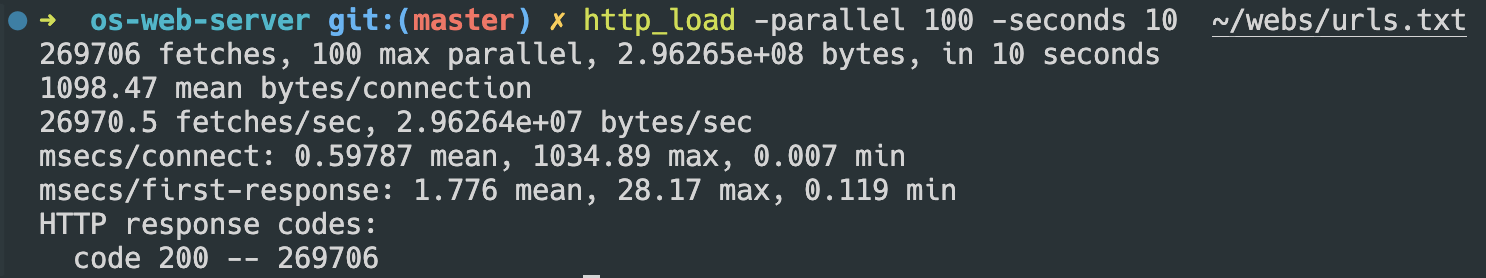 ➜ os-web-server git:(master) ✗ http_load -parallel 100 -seconds 10 ~/webs/urls.txt
269706 fetches, 100 max parallel, 2.96265e+08 bytes, in 10 seconds
1098.47 mean bytes/connection
26970.5 fetches/sec, 2.96264e+07 bytes/sec
msecs/connect: 0.59787 mean, 1034.89 max, 0.007 min
msecs/first-response: 1.776 mean, 28.17 max, 0.119 min
HTTP response codes:
code 200 -- 269706